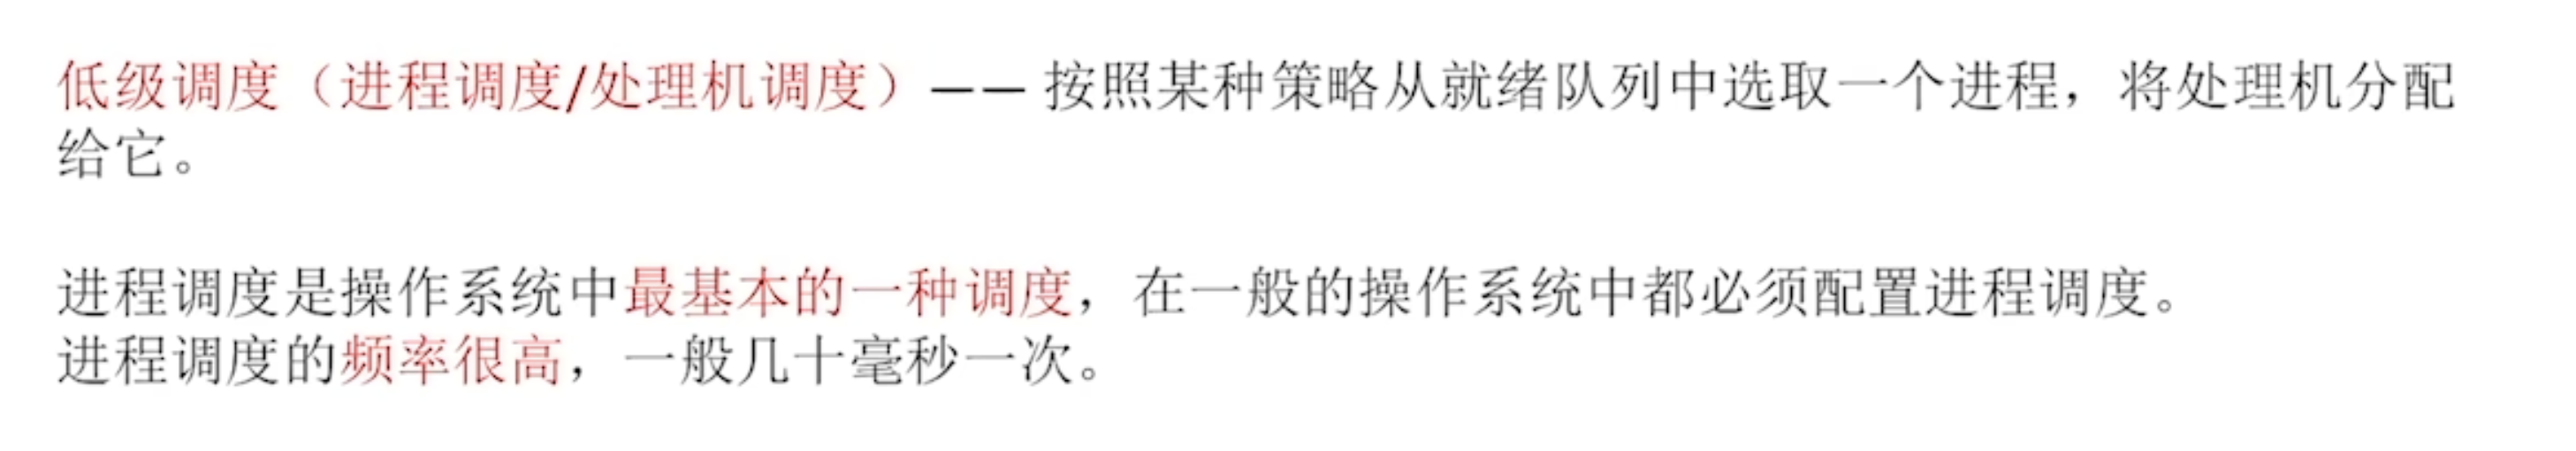 低级调度（进程调度/处理机调度）—— 按照某种策略从就绪队列中选取一个进程，将处理机分配
给它。
进程调度是操作系统中最基本的一种调度，在一般的操作系统中都必须配置进程调度。
进程调度的频率很高，一般几十毫秒一次。